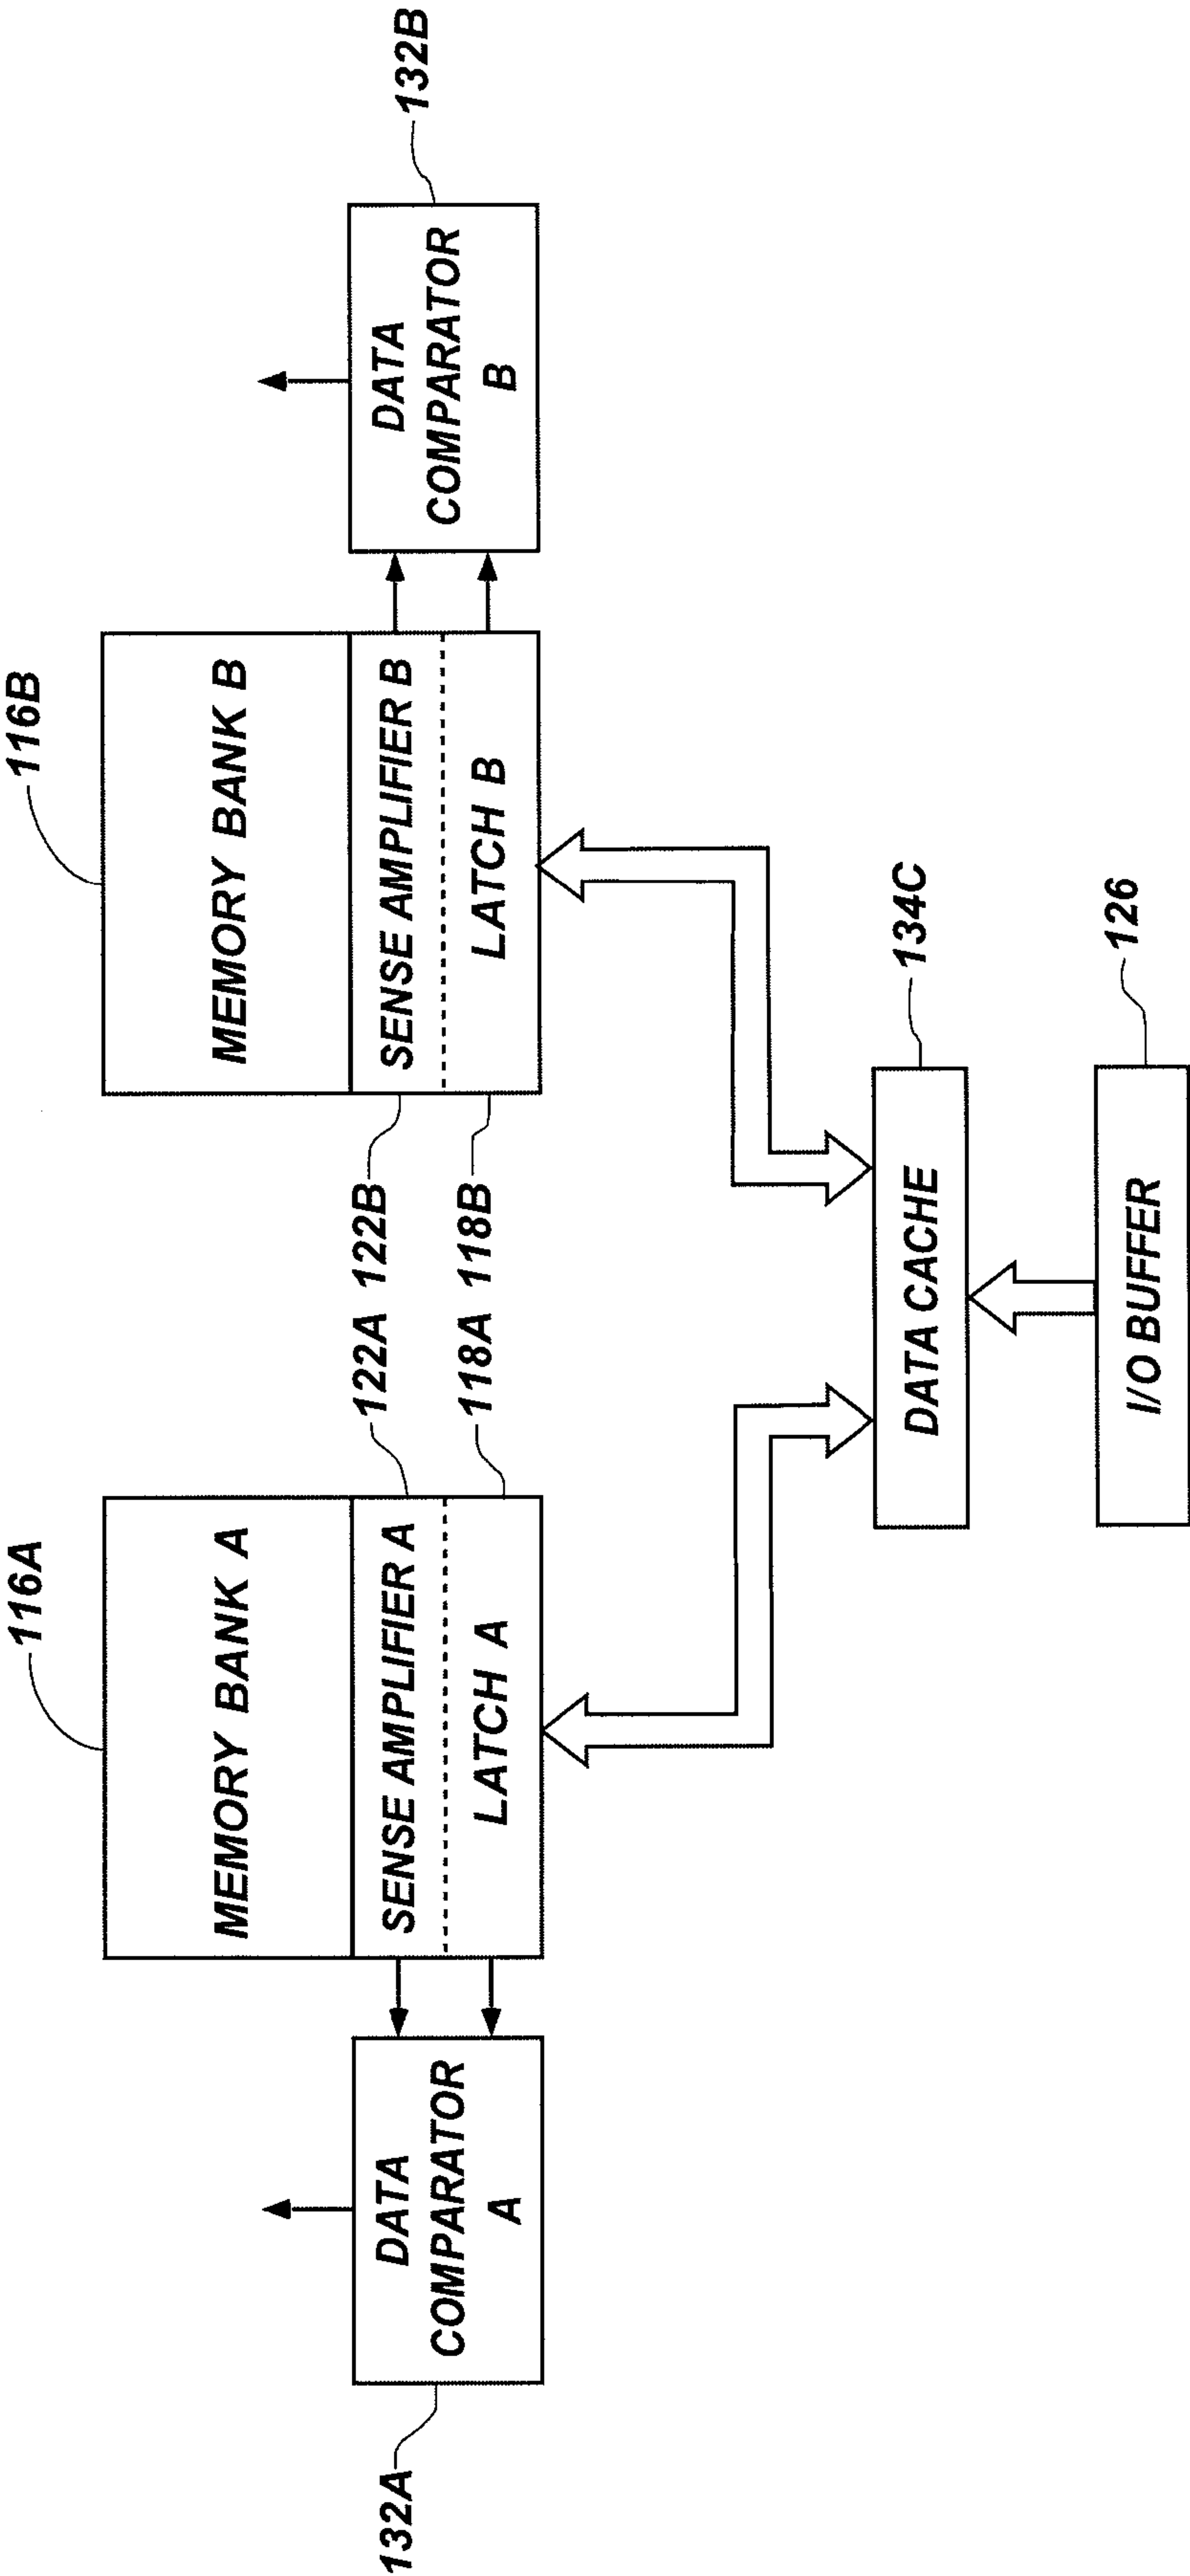 116A
116B
MEMORY BANK A
MEMORY BANK B
132A
DATA
COMPARATOR
A
SENSE AMPLIFIER A
LATCH A
122A
122B
118A
118B
SENSE AMPLIFIER B
LATCH B
DATA
COMPARATOR
B
132B
DATA CACHE
134C
I/O BUFFER
126